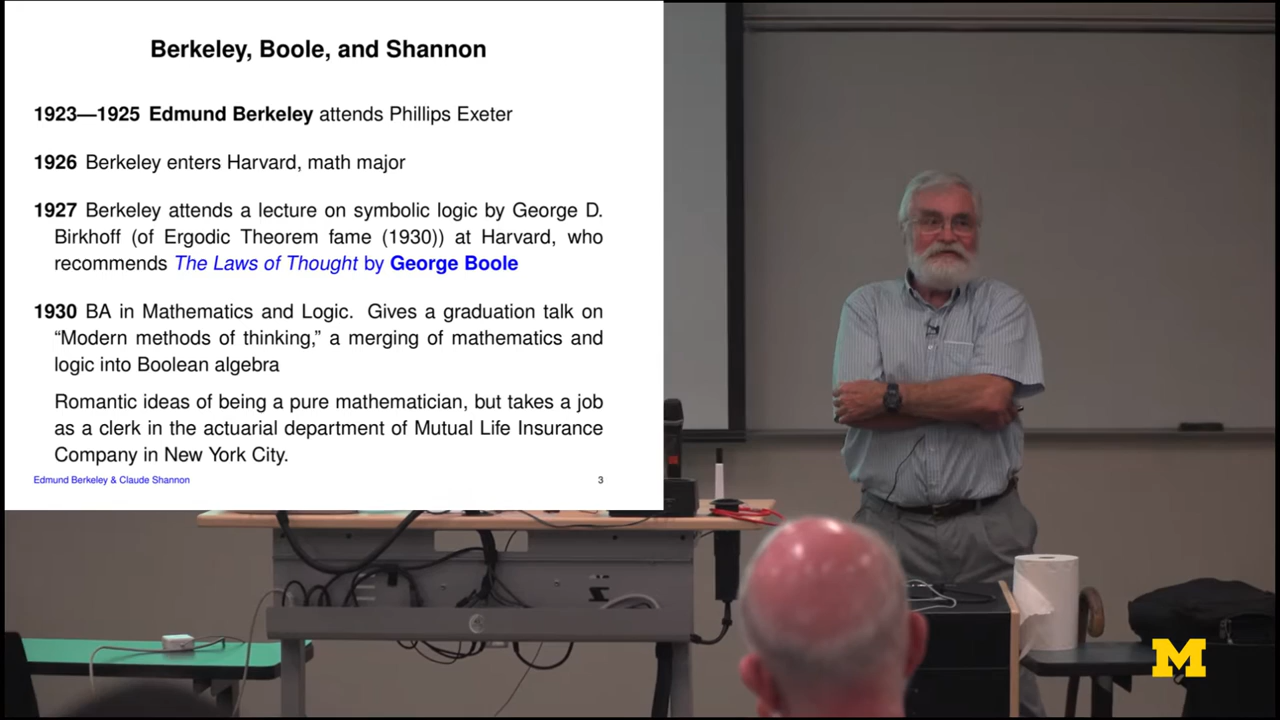 Berkeley, Boole, and Shannon
1923—1925 Edmund Berkeley attends Phillips Exeter
1926 Berkeley enters Harvard, math major
1927 Berkeley attends a lecture on symbolic logic by George D.
Birkhoff (of Ergodic Theorem fame (1930)) at Harvard, who
recommends The Laws of Thought by George Boole
1930 BA in Mathematics and Logic. Gives a graduation talk on
“Modern methods of thinking,” a merging of mathematics and
logic into Boolean algebra
Romantic ideas of being a pure mathematician, but takes a job
as a clerk in the actuarial department of Mutual Life Insurance
Company in New York City.
Edmund Berkeley & Claude Shannon 3
M